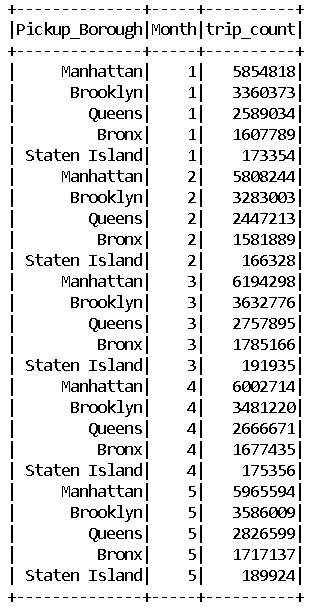 +--------------+-----+----------+
|Pickup_Borough|Month|trip_count|
+--------------+-----+----------+
|     Manhattan|    1|   5854818|
|      Brooklyn|    1|   3360373|
|        Queens|    1|   2589034|
|         Bronx|    1|   1607789|
| Staten Island|    1|    173354|
|     Manhattan|    2|   5808244|
|      Brooklyn|    2|   3283003|
|        Queens|    2|   2447213|
|         Bronx|    2|   1581889|
| Staten Island|    2|    166328|
|     Manhattan|    3|   6194298|
|      Brooklyn|    3|   3632776|
|        Queens|    3|   2757895|
|         Bronx|    3|   1785166|
| Staten Island|    3|    191935|
|     Manhattan|    4|   6002714|
|      Brooklyn|    4|   3481220|
|        Queens|    4|   2666671|
|         Bronx|    4|   1677435|
| Staten Island|    4|    175356|
|     Manhattan|    5|   5965594|
|      Brooklyn|    5|   3586009|
|        Queens|    5|   2826599|
|         Bronx|    5|   1717137|
| Staten Island|    5|    189924|
+--------------+-----+----------+